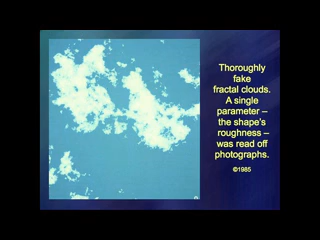 Thoroughly
fake
fractal clouds.
A single
parameter –
the shape's
roughness –
was read off
photographs.
©1985